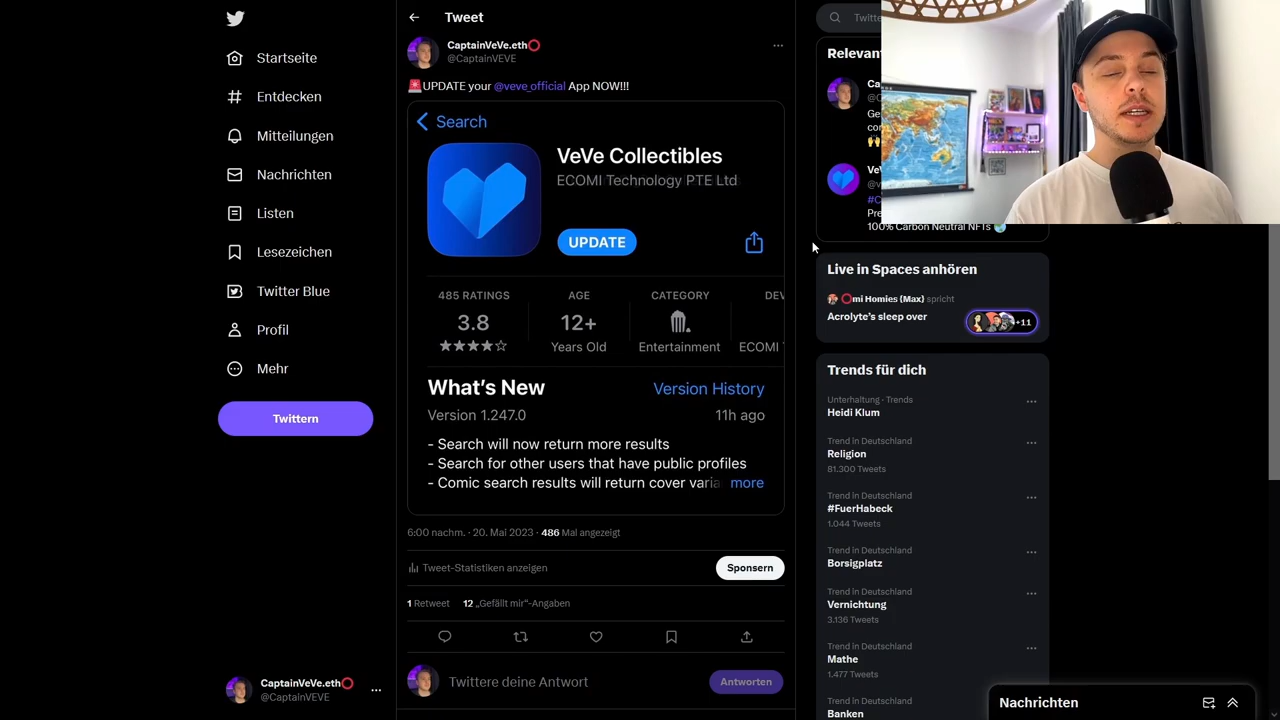 Startseite
Entdecken
Mitteilungen
Nachrichten
Listen
Lesezeichen
Twitter Blue
Profil
Mehr
Twittern
CaptainVeVe.eth⭕
@CaptainVEVE
Tweet
CaptainVeVe.eth⭕
@CaptainVEVE
🚨UPDATE your @veve_official App NOW!!!
Search
VeVe Collectibles
ECOMI Technology PTE Ltd
UPDATE
485 RATINGS
AGE
CATEGORY
3.8
12+
★★★★☆
Years Old
Entertainment
ECOMI
What's New
Version History
Version 1.247.0
11h ago
- Search will now return more results
- Search for other users that have public profiles
- Comic search results will return cover varia more
6:00 nachm. · 20. Mai 2023 · 486 Mal angezeigt
Tweet-Statistiken anzeigen
Sponsern
1 Retweet 12 „Gefällt mir“-Angaben
Twittere deine Antwort
Antworten
100% Carbon Neutral NFTs
Live in Spaces anhören
⭕mi Homies (Max) spricht
Acrolyte's sleep over
+11
Trends für dich
Unterhaltung · Trends
Heidi Klum
Trend in Deutschland
Religion
81.300 Tweets
Trend in Deutschland
#FuerHabeck
1.044 Tweets
Trend in Deutschland
Borsigplatz
Trend in Deutschland
Vernichtung
3.136 Tweets
Trend in Deutschland
Mathe
1.477 Tweets
Trend in Deutschland
Banken
Nachrichten